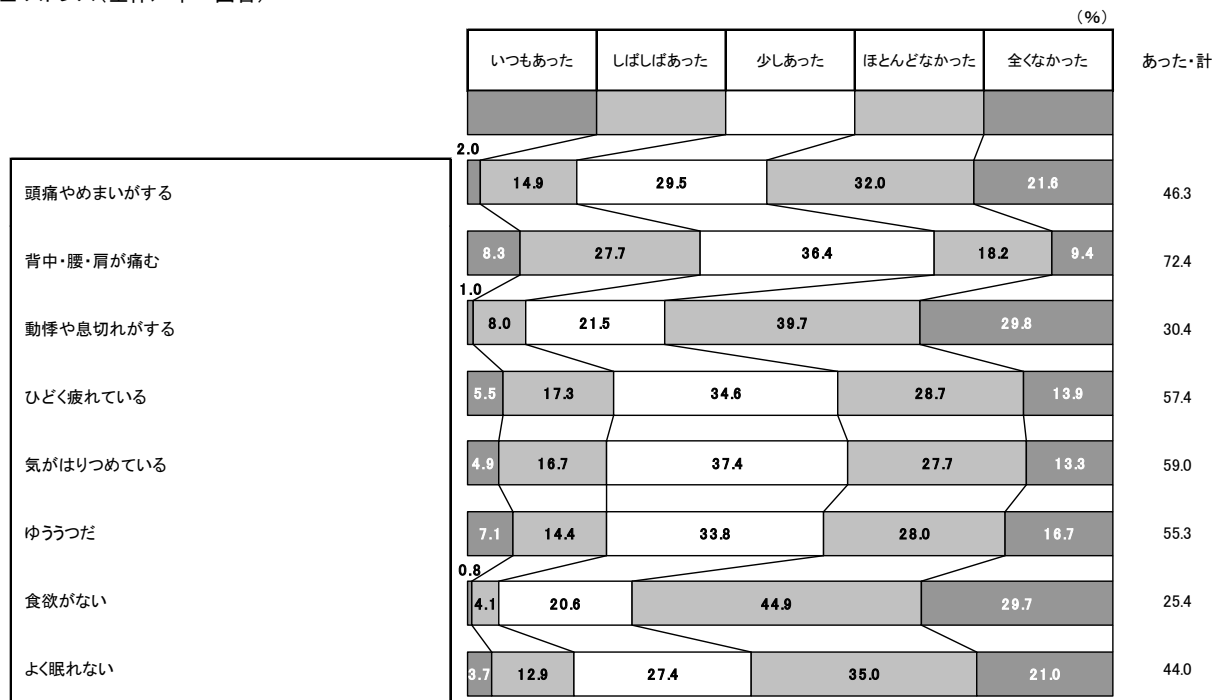 （％）
いつもあった しばしばあった 少しあった ほとんどなかった 全くなかった あった・計
頭痛やめまいがする 2.0 14.9 29.5 32.0 21.6 46.3
背中・腰・肩が痛む 8.3 27.7 36.4 18.2 9.4 72.4
動悸や息切れがする 1.0 8.0 21.5 39.7 29.8 30.4
ひどく疲れている 5.5 17.3 34.6 28.7 13.9 57.4
気がはりつめている 4.9 16.7 37.4 27.7 13.3 59.0
ゆううつだ 7.1 14.4 33.8 28.0 16.7 55.3
食欲がない 0.8 4.1 20.6 44.9 29.7 25.4
よく眠れない 3.7 12.9 27.4 35.0 21.0 44.0